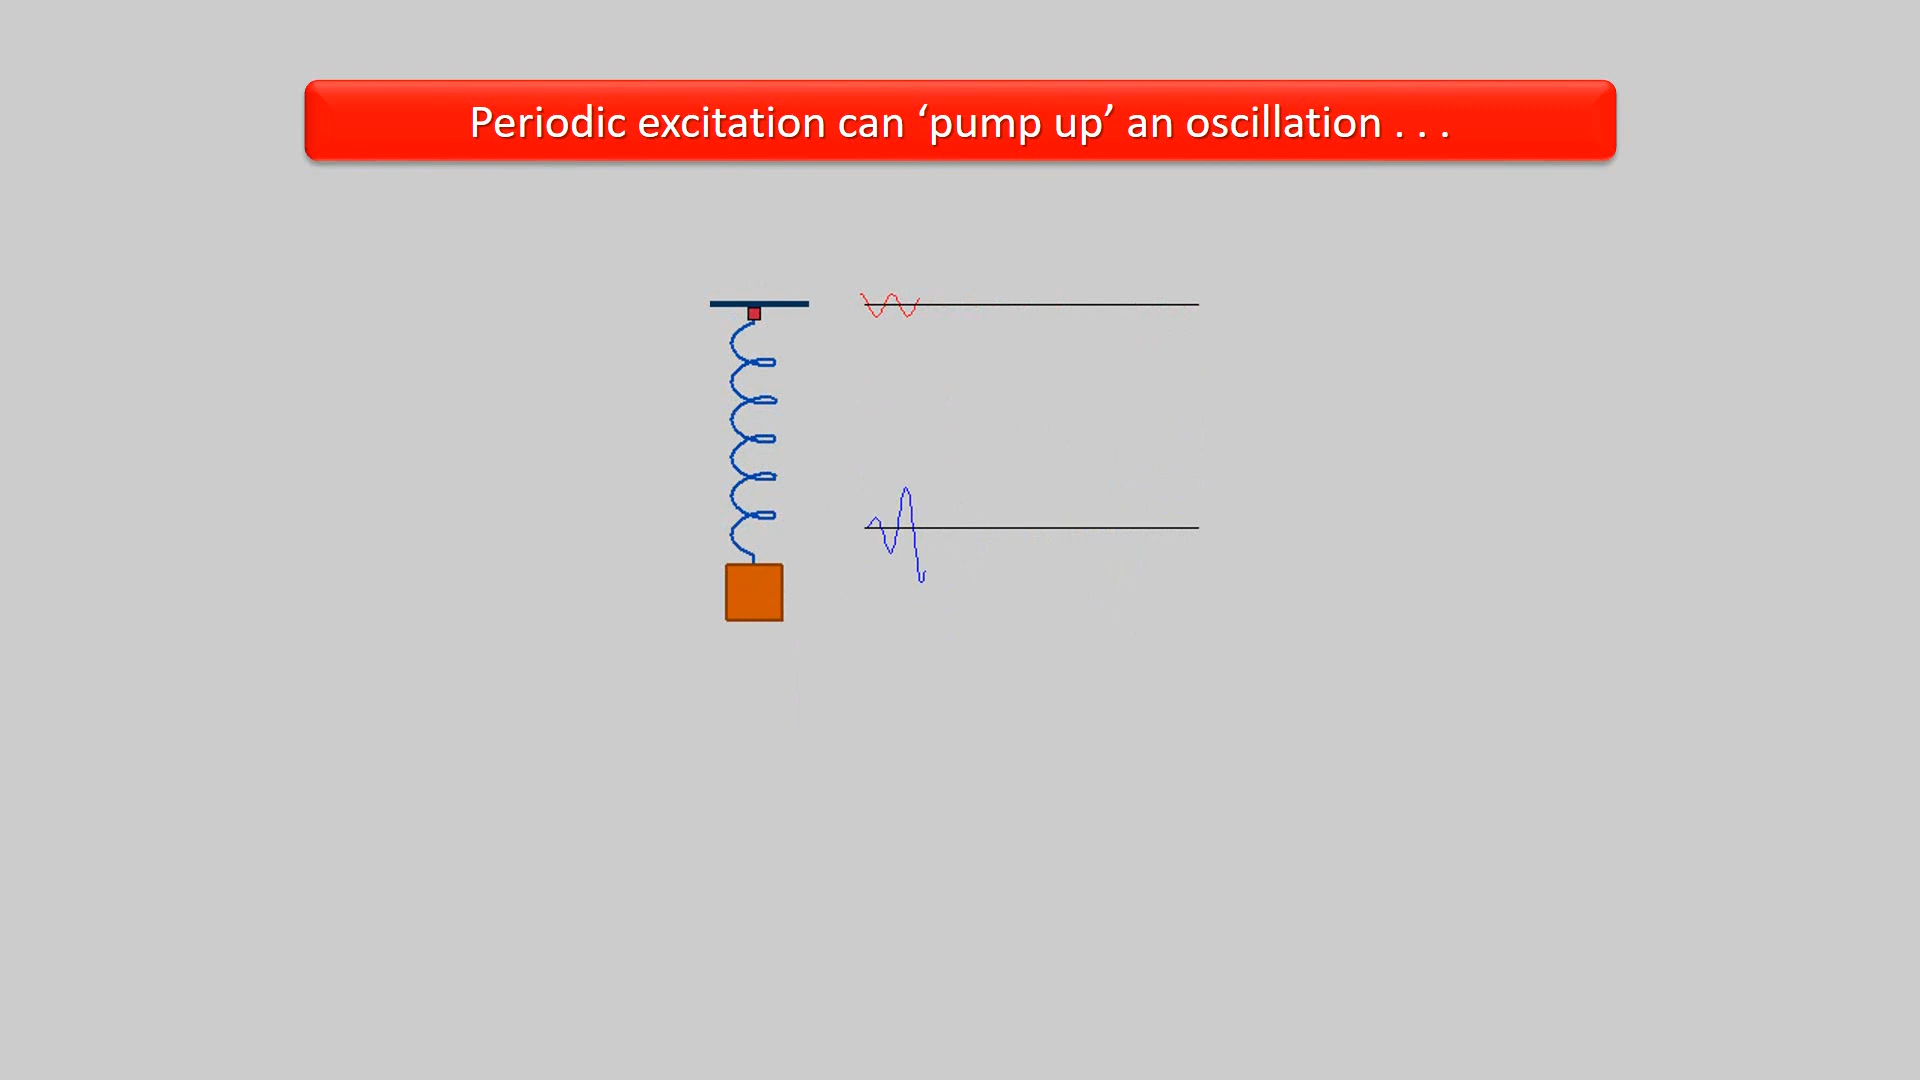 Periodic excitation can ‘pump up’ an oscillation . . .